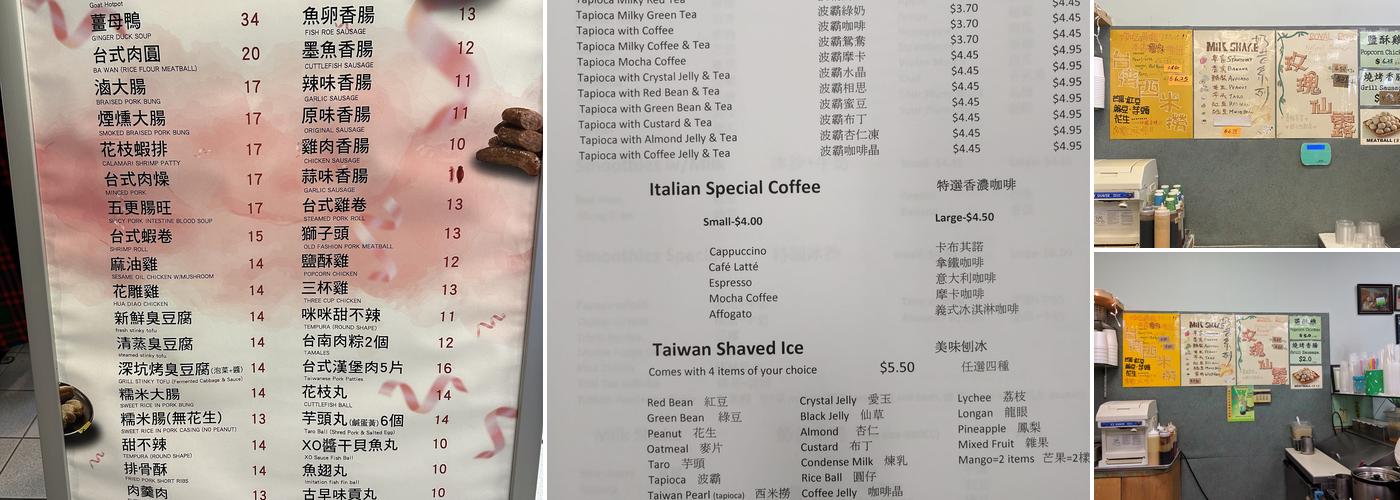 Goat Hotpot
薑母鴨 34
GINGER DUCK SOUP
台式肉圓 20
BA WAN (RICE FLOUR MEATBALL)
滷大腸 17
BRAISED PORK BUNG
煙燻大腸 17
SMOKED BRAISED PORK BUNG
花枝蝦排 17
CALAMARI SHRIMP PATTY
台式肉燥 17
MINCED PORK
五更腸旺 17
SPICY PORK INTESTINE BLOOD SOUP
台式蝦卷 15
SHRIMP ROLL
麻油雞 14
SESAME OIL CHICKEN W/MUSHROOM
花雕雞 14
HUA DIAO CHICKEN
新鮮臭豆腐 14
fresh stinky tofu
清蒸臭豆腐 14
steamed stinky tofu
深坑烤臭豆腐(泡菜+醬) 14
GRILL STINKY TOFU (Fermented Cabbage & Sauce)
糯米大腸 14
SWEET RICE IN PORK BUNG
糯米腸(無花生) 13
SWEET RICE IN PORK CASING (NO PEANUT)
甜不辣 14
TEMPURA (ROUND SHAPE)
排骨酥 14
FRIED SHORT RIBS
肉羹肉 13
魚卵香腸 13
FISH ROE SAUSAGE
墨魚香腸 12
CUTTLEFISH SAUSAGE
辣味香腸 11
GARLIC SAUSAGE
原味香腸 11
ORIGINAL SAUSAGE
雞肉香腸 10
CHICKEN SAUSAGE
蒜味香腸
GARLIC SAUSAGE
台式雞卷 13
STEAMED PORK ROLL
獅子頭 13
OLD FASHION PORK MEATBALL
鹽酥雞 12
POPCORN CHICKEN
三杯雞 13
THREE CUP CHICKEN
咪咪甜不辣 11
TEMPURA (ROUND SHAPE)
台南肉粽2個 12
TAMALES
台式漢堡肉5片 16
Taiwanese Pork Patties
花枝丸 14
CUTTLEFISH BALL
芋頭丸(鹹蛋黃)6個 14
Taro Ball (Shred Pork & Salted Egg)
XO醬干貝魚丸 10
XO Sauce Fish Ball
魚翅丸 10
Imitation fish fin ball
古早味貢丸 10
Tapioca Milky Red Tea $4.45
Tapioca Milky Green Tea 波霸綠奶 $3.70 $4.45
Tapioca with Coffee 波霸咖啡 $3.70 $4.45
Tapioca Milky Coffee & Tea 波霸鴛鴦 $3.70 $4.45
Tapioca Mocha Coffee 波霸摩卡 $4.45 $4.95
Tapioca with Crystal Jelly & Tea 波霸水晶 $4.45 $4.95
Tapioca with Red Bean & Tea 波霸相思 $4.45 $4.95
Tapioca with Green Bean & Tea 波霸蜜豆 $4.45 $4.95
Tapioca with Custard & Tea 波霸布丁 $4.45 $4.95
Tapioca with Almond Jelly & Tea 波霸杏仁凍 $4.45 $4.95
Tapioca with Coffee Jelly & Tea 波霸咖啡晶 $4.45 $4.95
Italian Special Coffee 特選香濃咖啡
Small-$4.00 Large-$4.50
Cappuccino 卡布其諾
Café Latté 拿鐵咖啡
Espresso 意大利咖啡
Mocha Coffee 摩卡咖啡
Affogato 義式冰淇淋咖啡
Taiwan Shaved Ice 美味刨冰
Comes with 4 items of your choice $5.50 任選四種
Red Bean 紅豆 Crystal Jelly 愛玉 Lychee 荔枝
Green Bean 綠豆 Black Jelly 仙草 Longan 龍眼
Peanut 花生 Almond 杏仁 Pineapple 鳳梨
Oatmeal 麥片 Custard 布丁 Mixed Fruit 雜果
Taro 芋頭 Condense Milk 煉乳 Mango=2 items 芒果=2樣
Tapioca 波霸 Rice Ball 圓仔
Taiwan Pearl (tapioca) 西米撈 Coffee Jelly 咖啡晶
MILK SHAKE
玫瑰仙露
鹽酥雞
Popcorn Chicken
燒烤香腸
Grill Sausage
MEATBALL
西米
花生
MILK SHAKE
玫瑰仙露
燒烤香腸
Grill Sausage
$2.0